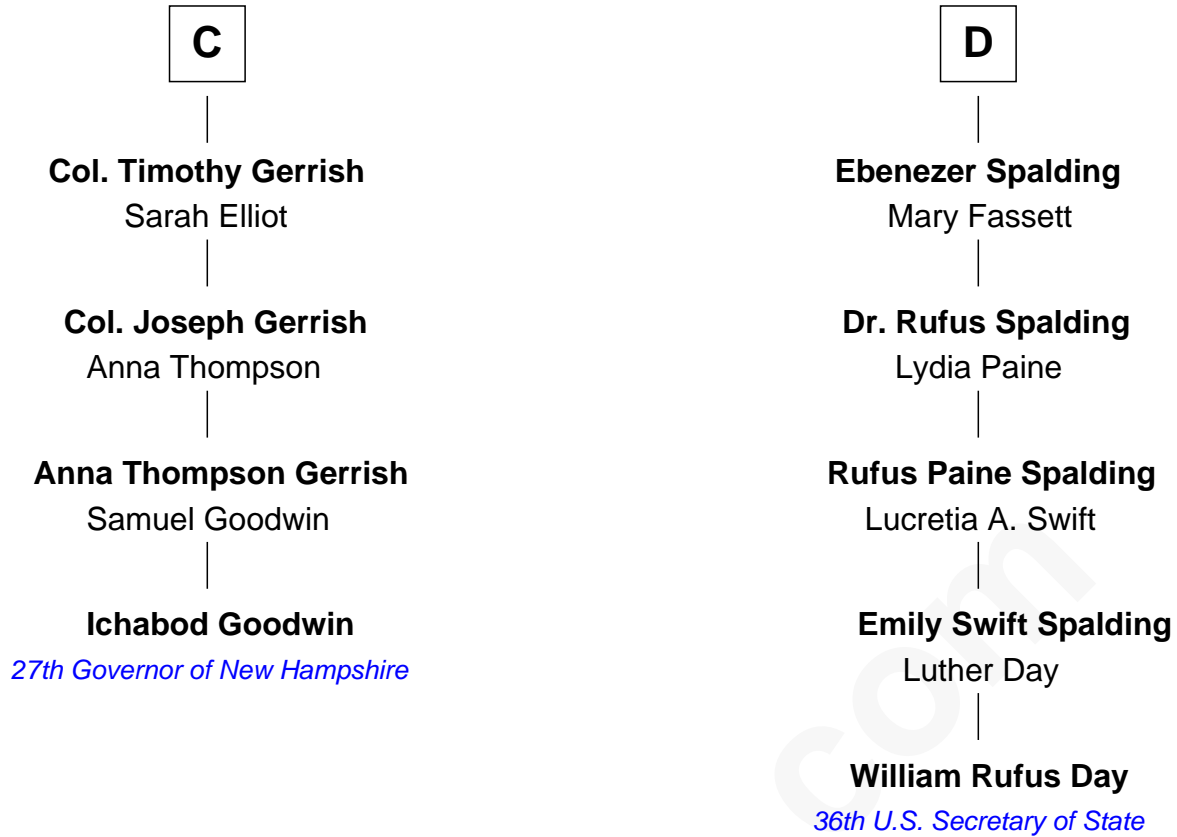 C
Col. Timothy Gerrish
Sarah Elliot
Col. Joseph Gerrish
Anna Thompson
Anna Thompson Gerrish
Samuel Goodwin
Ichabod Goodwin
27th Governor of New Hampshire
D
Ebenezer Spalding
Mary Fassett
Dr. Rufus Spalding
Lydia Paine
Rufus Paine Spalding
Lucretia A. Swift
Emily Swift Spalding
Luther Day
William Rufus Day
36th U.S. Secretary of State
com